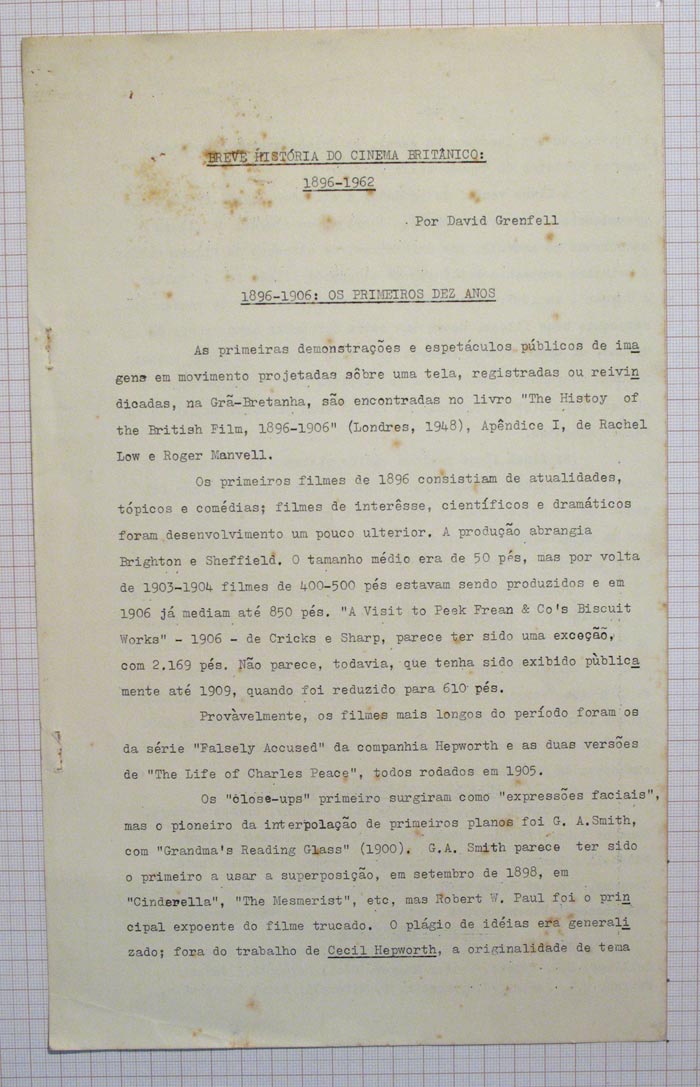 BREVE HISTÓRIA DO CINEMA BRITÂNICO:
1896-1962
Por David Grenfell
1896-1906: OS PRIMEIROS DEZ ANOS
As primeiras demonstrações e espetáculos públicos de ima
gens em movimento projetadas sôbre uma tela, registradas ou reivin
dicadas, na Grã-Bretanha, são encontradas no livro "The Histoy of
the British Film, 1896-1906" (Londres, 1948), Apêndice I, de Rachel
Low e Roger Manvell.
Os primeiros filmes de 1896 consistiam de atualidades,
tópicos e comédias; filmes de interêsse, científicos e dramáticos
foram desenvolvimento um pouco ulterior. A produção abrangia
Brighton e Sheffield. O tamanho médio era de 50 pés, mas por volta
de 1903-1904 filmes de 400-500 pés estavam sendo produzidos e em
1906 já mediam até 850 pés. "A Visit to Peek Frean & Co's Biscuit
Works" - 1906 - de Cricks e Sharp, parece ter sido uma exceção,
com 2.169 pés. Não parece, todavia, que tenha sido exibido pùblica
mente até 1909, quando foi reduzido para 610 pés.
Provàvelmente, os filmes mais longos do período foram os
da série "Falsely Accused" da companhia Hepworth e as duas versões
de "The Life of Charles Peace", todos rodados em 1905.
Os "close-ups" primeiro surgiram como "expressões faciais",
mas o pioneiro da interpolação de primeiros planos foi G. A.Smith,
com "Grandma's Reading Glass" (1900). G.A. Smith parece ter sido
o primeiro a usar a superposição, em setembro de 1898, em
"Cinderella", "The Mesmerist", etc, mas Robert W. Paul foi o prin
cipal expoente do filme trucado. O plágio de idéias era generali
zado; fora do trabalho de Cecil Hepworth, a originalidade de tema